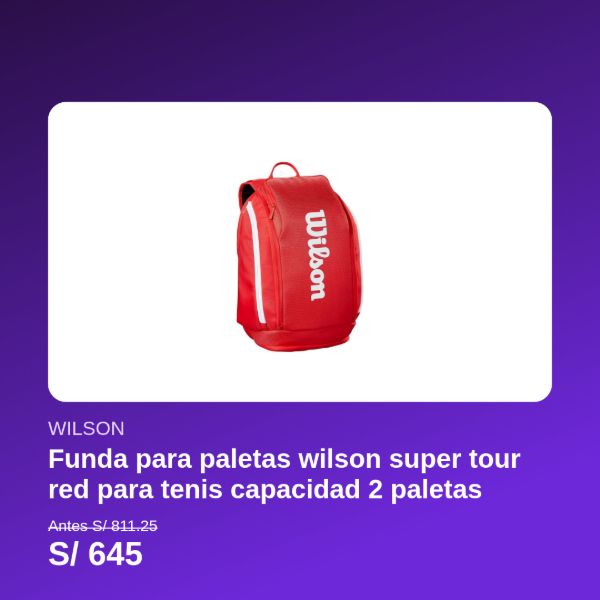 Wilson
WILSON
Funda para paletas wilson super tour
red para tenis capacidad 2 paletas
Antes S/ 811.25
S/ 645